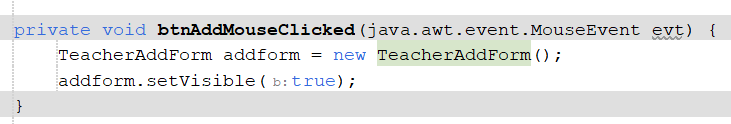 private void btnAddMouseClicked(java.awt.event.MouseEvent evt) {
TeacherAddForm addform = new TeacherAddForm();
addform.setVisible( b: true);
}